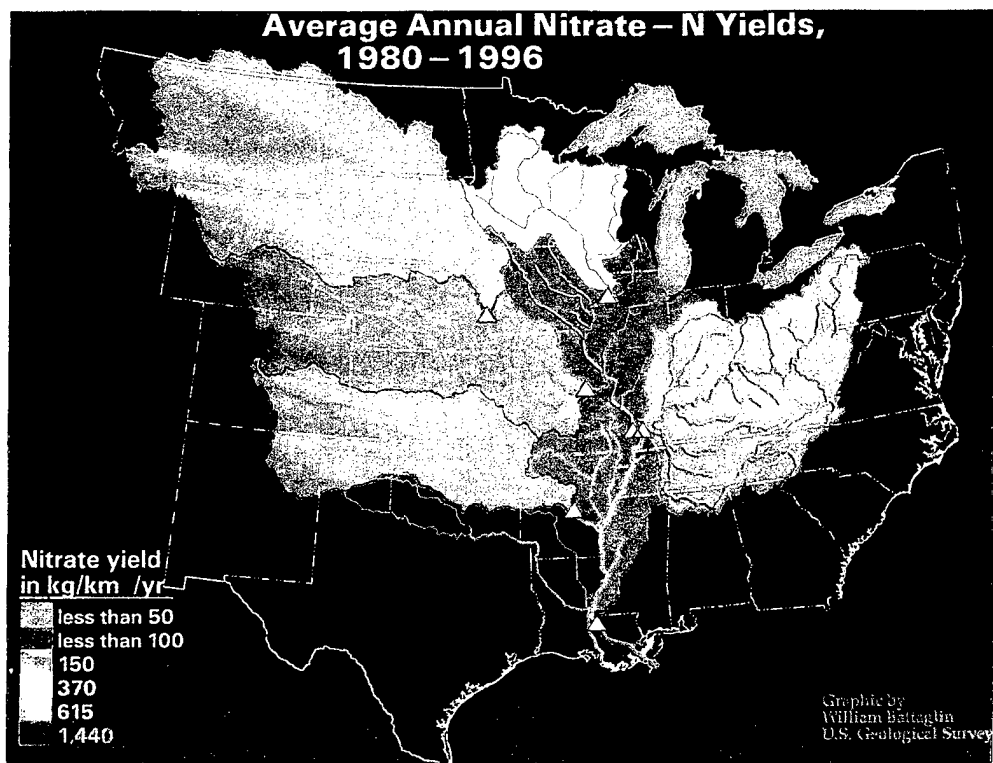 Average Annual Nitrate – N Yields,
1980 – 1996
Nitrate yield
in kg/km /yr
less than 50
less than 100
150
370
615
1,440
Graphic by
William Battaglin
U.S. Geological Survey